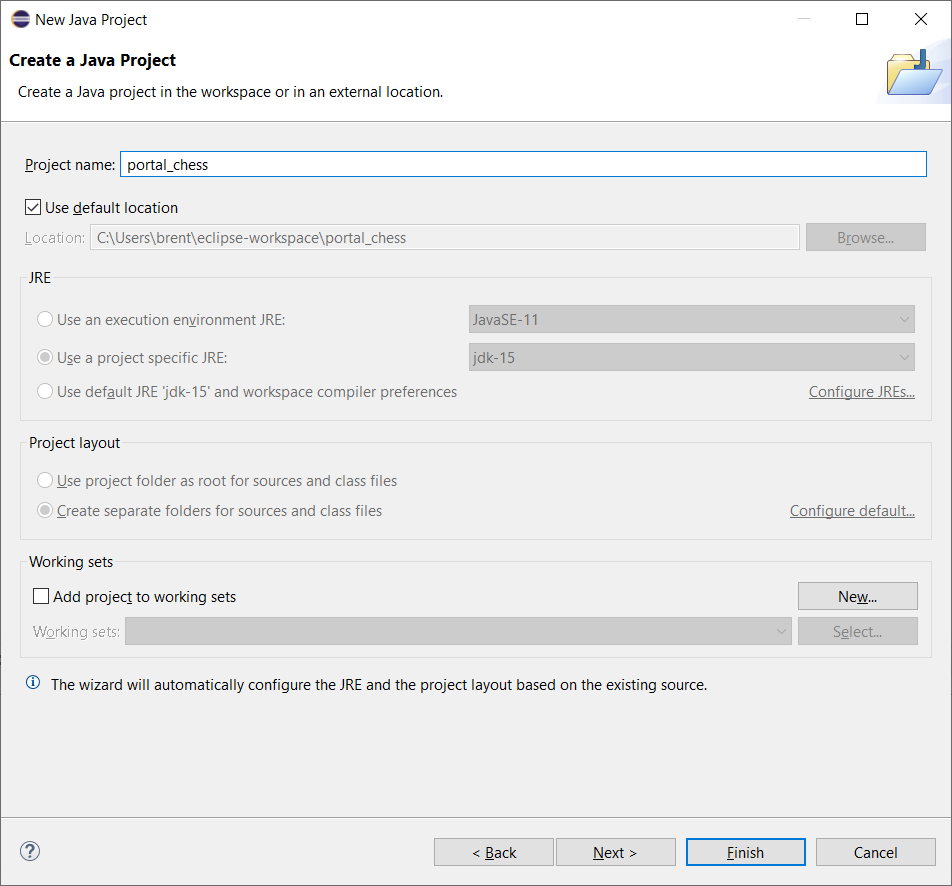 New Java Project
Create a Java Project
Create a Java project in the workspace or in an external location.
Project name: portal_chess
Use default location
Location: C:\Users\brent\eclipse-workspace\portal_chess Browse...
JRE
Use an execution environment JRE: JavaSE-11
Use a project specific JRE: jdk-15
Use default JRE 'jdk-15' and workspace compiler preferences Configure JREs...
Project layout
Use project folder as root for sources and class files
Create separate folders for sources and class files Configure default...
Working sets
Add project to working sets New...
Working sets: Select...
The wizard will automatically configure the JRE and the project layout based on the existing source.
? < Back Next > Finish Cancel